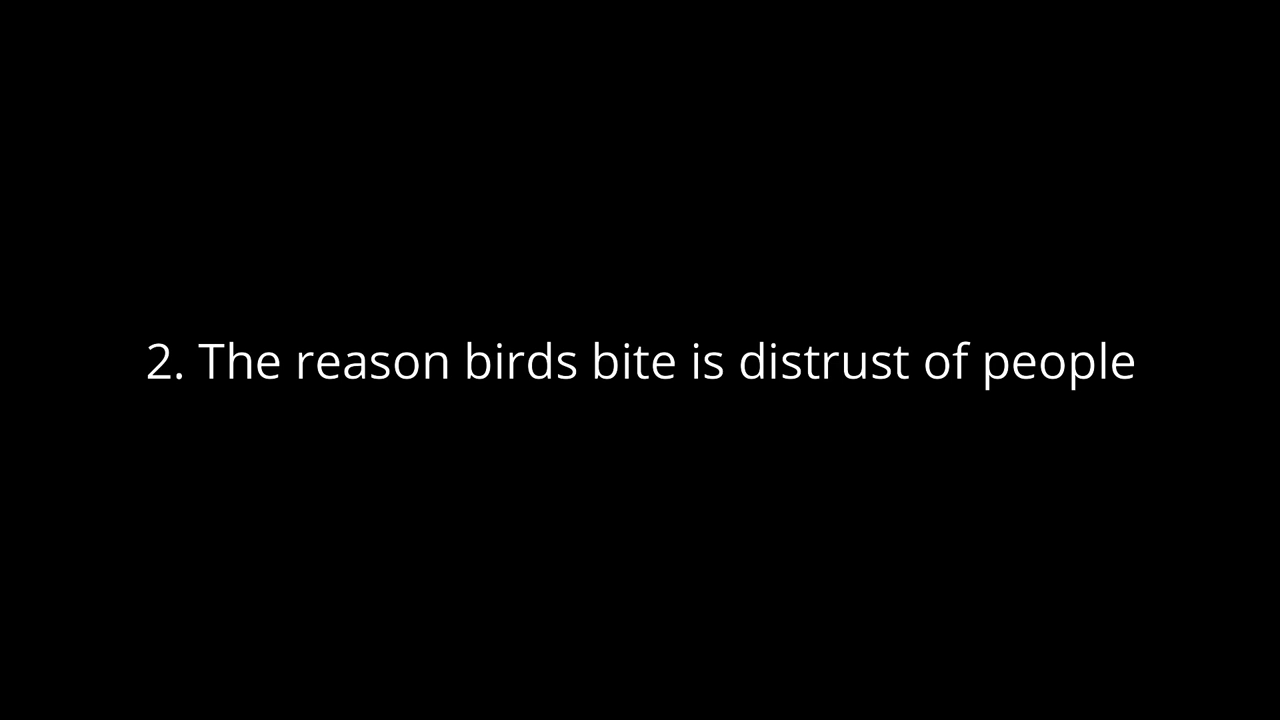 2. The reason birds bite is distrust of people